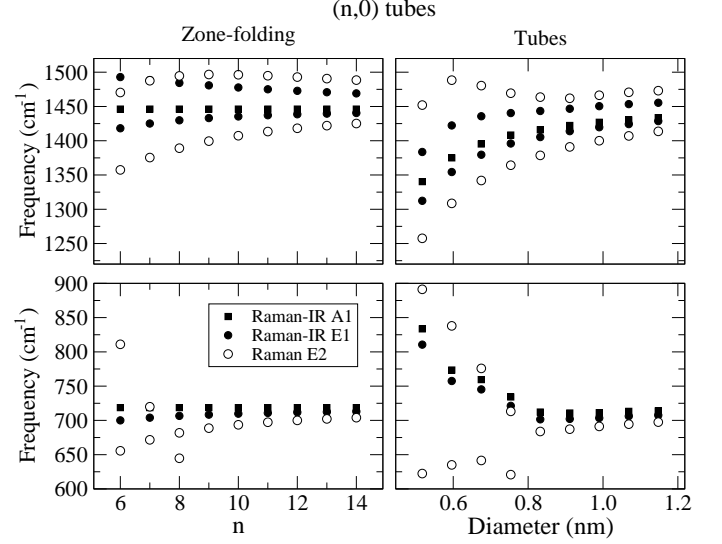 (n,0) tubes
Zone-folding
Tubes
Frequency (cm⁻¹)
1500
1450
1400
1350
1300
1250
Frequency (cm⁻¹)
900
850
800
750
700
650
600
Raman-IR A1
Raman-IR E1
Raman E2
6 8 10 12 14
0.6 0.8 1.0 1.2
n
Diameter (nm)